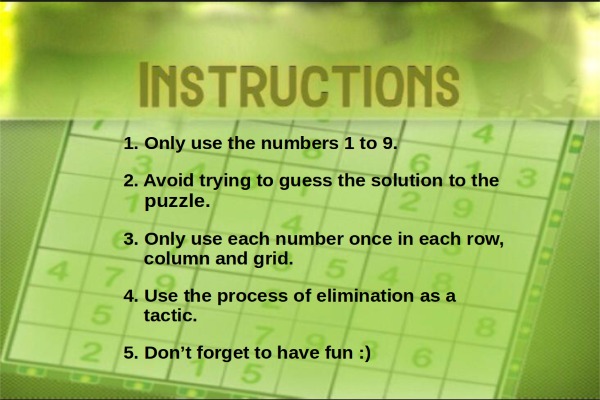 INSTRUCTIONS
1. Only use the numbers 1 to 9.
2. Avoid trying to guess the solution to the
puzzle.
3. Only use each number once in each row,
column and grid.
4. Use the process of elimination as a
tactic.
5. Don’t forget to have fun :)